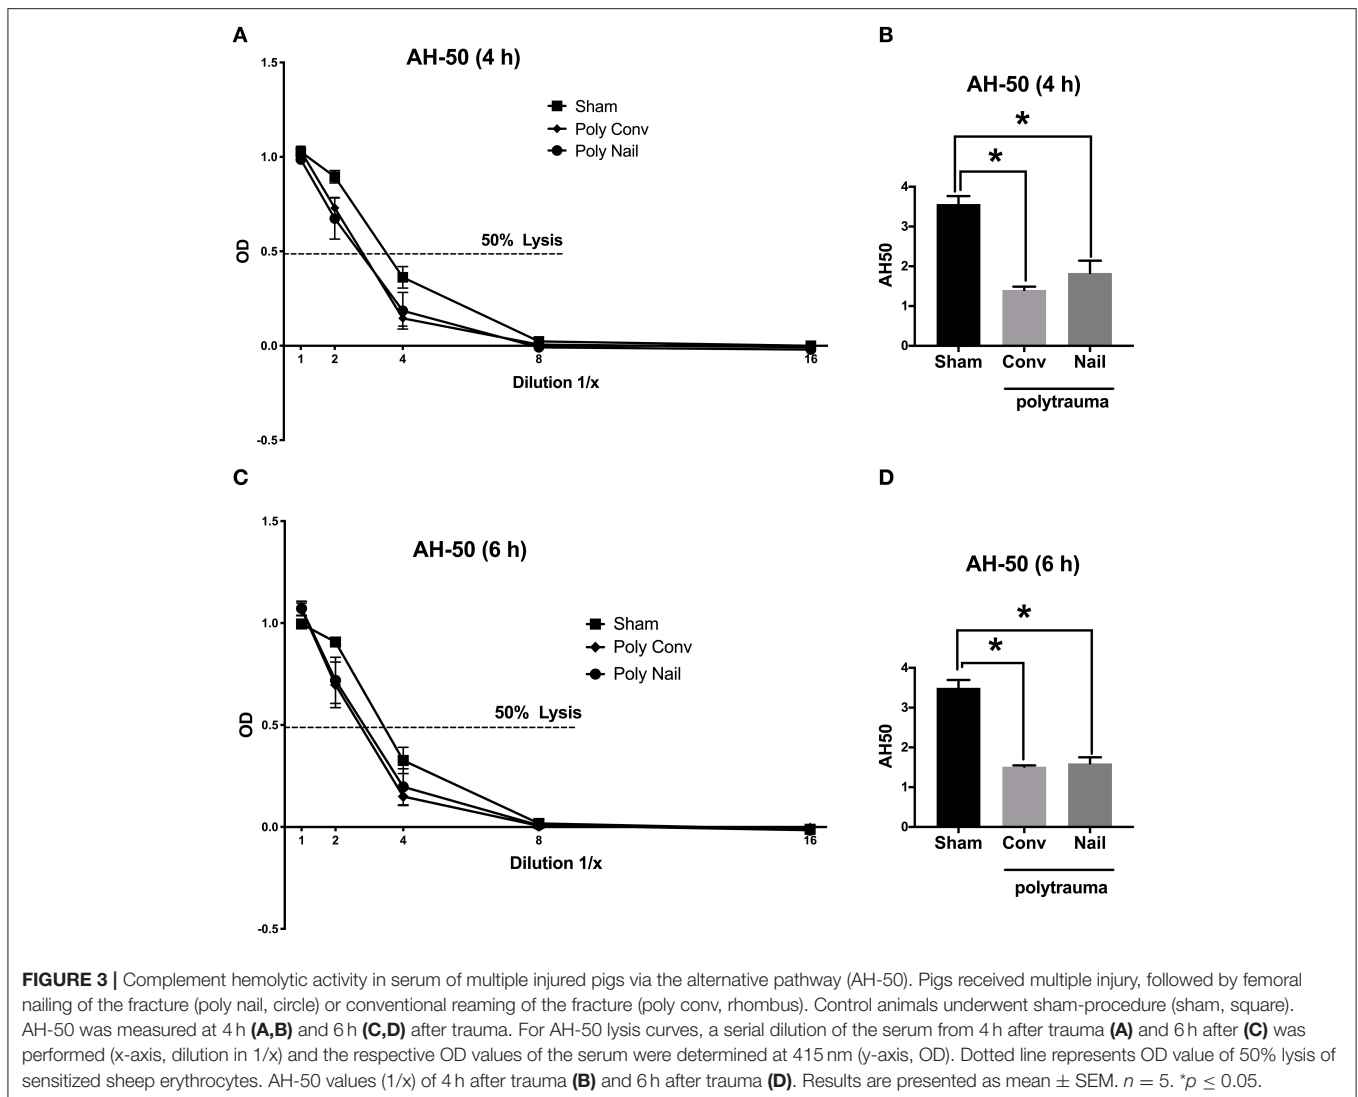 A
AH-50 (4 h)
1.5
1.0
0.5
0.0
-0.5
OD
Sham
Poly Conv
Poly Nail
50% Lysis
1 2 4 8 16
Dilution 1/x
B
AH-50 (4 h)
*
*
4
3
2
1
0
AH50
Sham Conv Nail
polytrauma
C
AH-50 (6 h)
1.5
1.0
0.5
0.0
-0.5
OD
Sham
Poly Conv
Poly Nail
50% Lysis
1 2 4 8 16
Dilution 1/x
D
AH-50 (6 h)
*
*
4
3
2
1
0
AH50
Sham Conv Nail
polytrauma
FIGURE 3 | Complement hemolytic activity in serum of multiple injured pigs via the alternative pathway (AH-50). Pigs received multiple injury, followed by femoral
nailing of the fracture (poly nail, circle) or conventional reaming of the fracture (poly conv, rhombus). Control animals underwent sham-procedure (sham, square).
AH-50 was measured at 4 h (A,B) and 6 h (C,D) after trauma. For AH-50 lysis curves, a serial dilution of the serum from 4 h after trauma (A) and 6 h after (C) was
performed (x-axis, dilution in 1/x) and the respective OD values of the serum were determined at 415 nm (y-axis, OD). Dotted line represents OD value of 50% lysis of
sensitized sheep erythrocytes. AH-50 values (1/x) of 4 h after trauma (B) and 6 h after trauma (D). Results are presented as mean ± SEM. n = 5. *p ≤ 0.05.